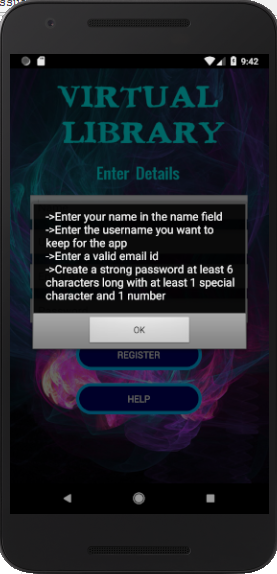 9:42
VIRTUAL
LIBRARY
Enter Details
->Enter your name in the name field
->Enter the username you want to
keep for the app
->Enter a valid email id
->Create a strong password at least 6
characters long with at least 1 special
character and 1 number
OK
REGISTER
HELP